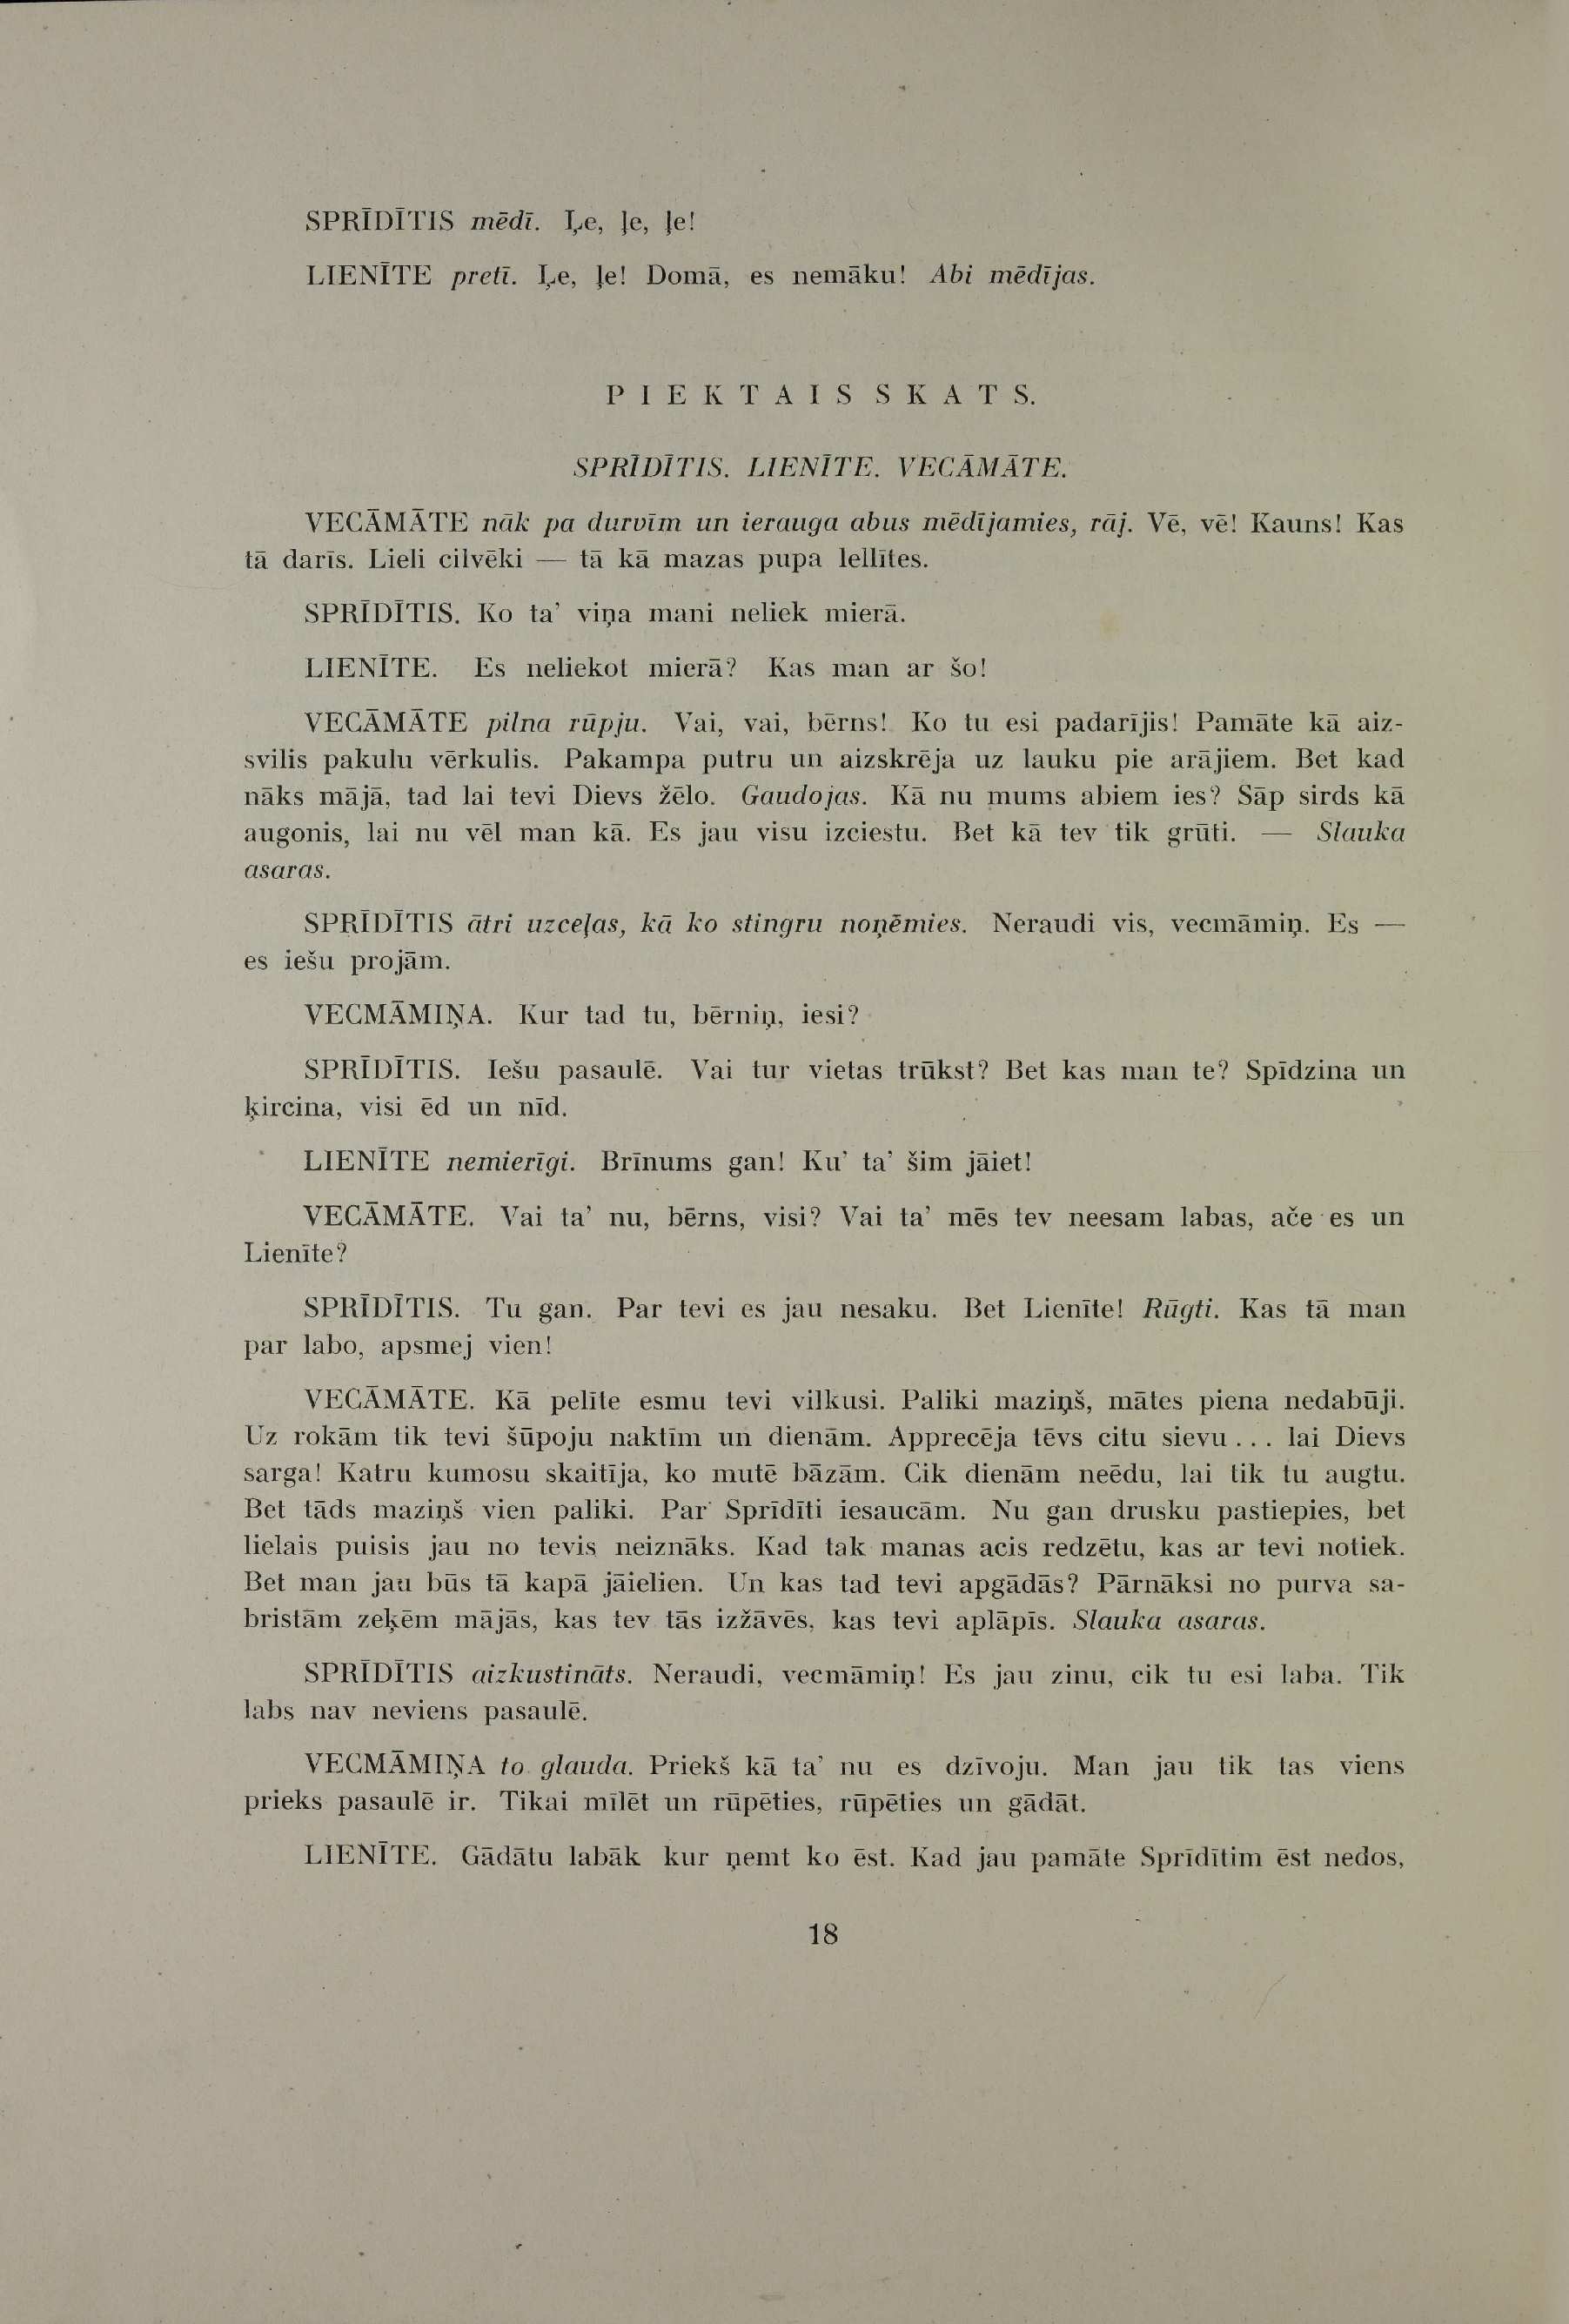 SPRĪDĪTIS mēdī. Ļe, ļe, ļe!
LIENĪTE pretī. Ļe, ļe! Domā, es nemāku! Abi mēdījas.
PIEKTAIS SKATS.
SPRĪDĪTIS. LIENĪTE. VECĀMĀTE.
VECĀMĀTE nāk pa durvīm un ierauga abus mēdījamies, rāj. Vē, vē! Kauns! Kas
tā darīs. Lieli cilvēki — tā kā mazas pupa lellītes.
SPRĪDĪTIS. Ko ta’ viņa mani neliek mierā.
LIENĪTE. Es neliekot mierā? Kas man ar šo!
VECĀMĀTE pilna rūpju. Vai, vai, bērns! Ko tu esi padarījis! Pamāte kā aiz-
svilis pakulu vērkulis. Pakampa putru un aizskrēja uz lauku pie arājiem. Bet kad
nāks mājā, tad lai tevi Dievs žēlo. Gaudojas. Kā nu mums abiem ies? Sāp sirds kā
augonis, lai nu vēl man kā. Es jau visu izciestu. Bet kā tev tik grūti. — Slauka
asaras.
SPRĪDĪTIS ātri uzceļas, kā ko stingru noņēmies. Neraudi vis, vecmāmiņ. Es —
es iešu projām.
VECMĀMIŅA. Kur tad tu, bērniņ, iesi?
SPRĪDĪTIS. Iešu pasaulē. Vai tur vietas trūkst? Bet kas man te? Spīdzina un
ķircina, visi ēd un nīd.
LIENĪTE nemierīgi. Brīnums gan! Ku’ ta’ šim jāiet!
VECĀMĀTE. Vai ta’ nu, bērns, visi? Vai ta’ mēs tev neesam labas, ače es un
Lienīte?
SPRĪDĪTIS. Tu gan. Par tevi es jau nesaku. Bet Lienīte! Rūgti. Kas tā man
par labo, apsmej vien!
VECĀMĀTE. Kā pelīte esmu tevi vilkusi. Paliki maziņš, mātes piena nedabūji.
Uz rokām tik tevi šūpoju naktīm un dienām. Apprecēja tēvs citu sievu... lai Dievs
sarga! Katru kumosu skaitīja, ko mutē bāzām. Cik dienām neēdu, lai tik tu augtu.
Bet tāds maziņš vien paliki. Par Sprīdīti iesaucām. Nu gan drusku pastiepies, bet
lielais puisis jau no tevis neiznāks. Kad tak manas acis redzētu, kas ar tevi notiek.
Bet man jau būs tā kapā jāielien. Un kas tad tevi apgādās? Pārnāksi no purva sa-
bristām zeķēm mājās, kas tev tās izžāvēs, kas tevi aplāpīs. Slauka asaras.
SPRĪDĪTIS aizkustināts. Neraudi, vecmāmiņ! Es jau zinu, cik tu esi laba. Tik
labs nav neviens pasaulē.
VECMĀMIŅA to glauda. Priekš kā ta’ nu es dzīvoju. Man jau tik tas viens
prieks pasaulē ir. Tikai mīlēt un rūpēties, rūpēties un gādāt.
LIENĪTE. Gādātu labāk kur ņemt ko ēst. Kad jau pamāte Sprīdītim ēst nedos,
18